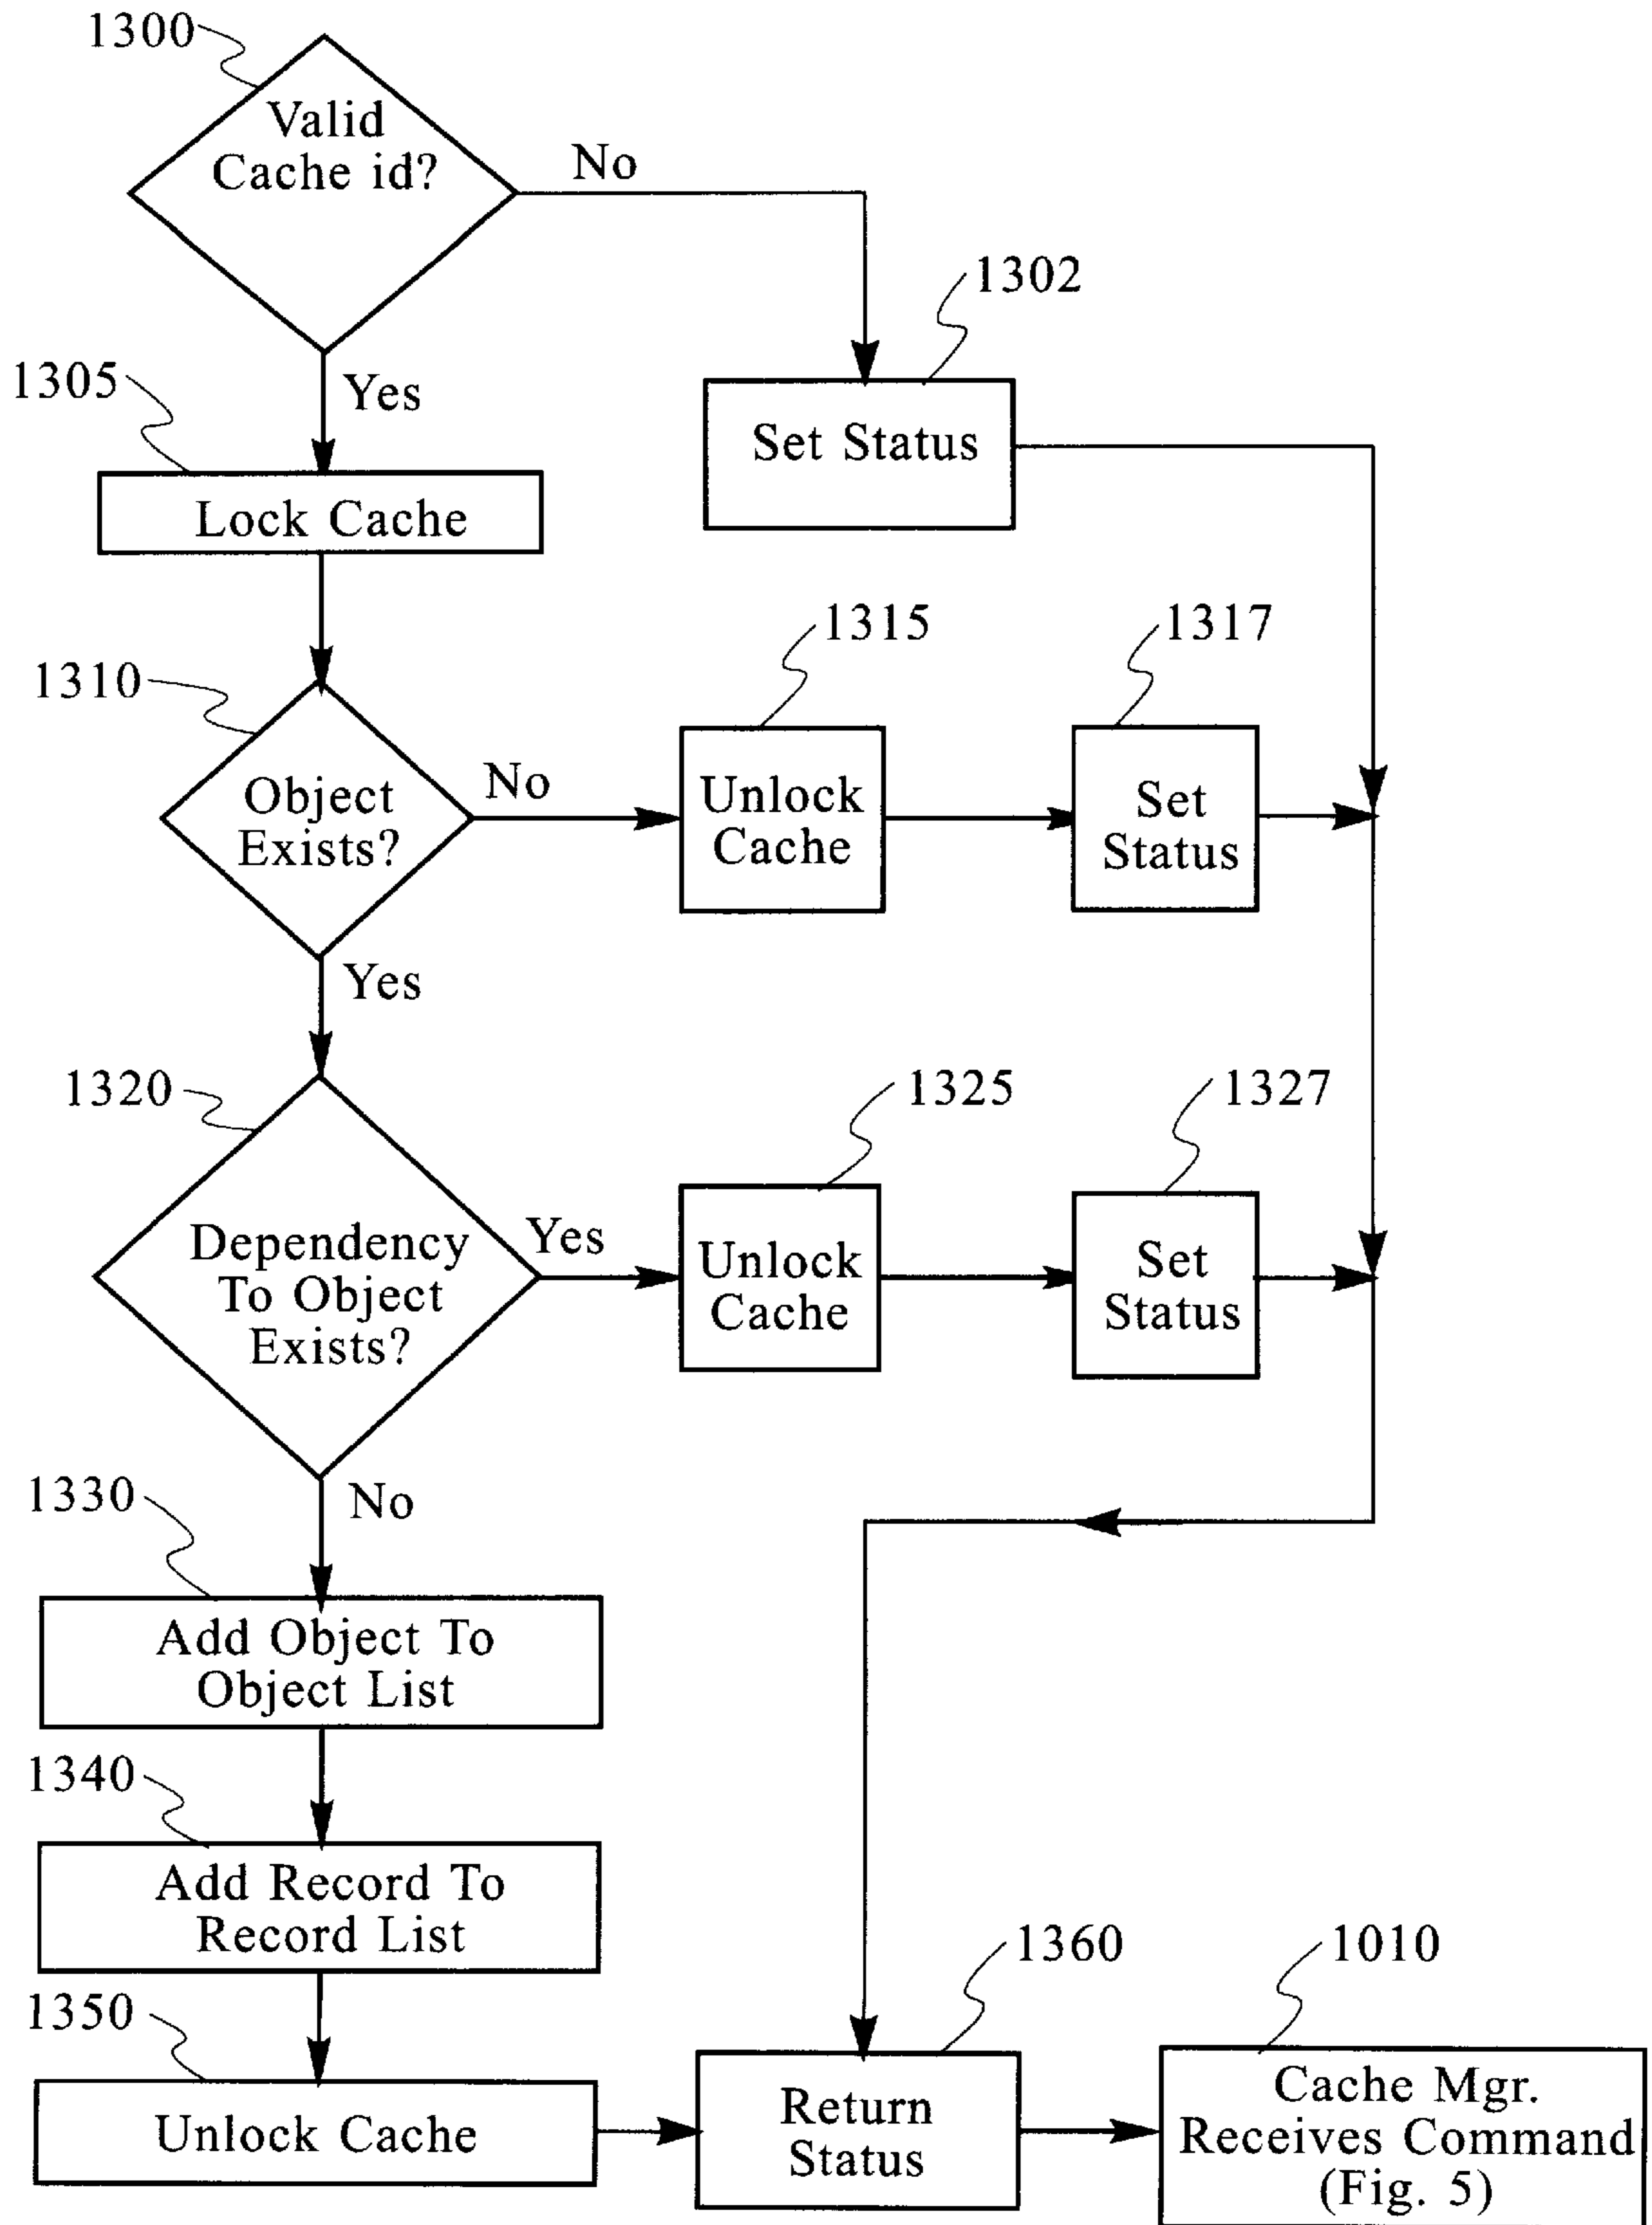 1300
Valid
Cache id?
No
1302
1305
Yes
Set Status
Lock Cache
1315
1317
1310
No
Object
Exists?
Unlock
Cache
Set
Status
Yes
1320
1325
1327
Yes
Dependency
To Object
Exists?
Unlock
Cache
Set
Status
1330
No
Add Object To
Object List
1340
Add Record To
Record List
1350
1360
1010
Unlock Cache
Return
Status
Cache Mgr.
Receives Command
(Fig. 5)